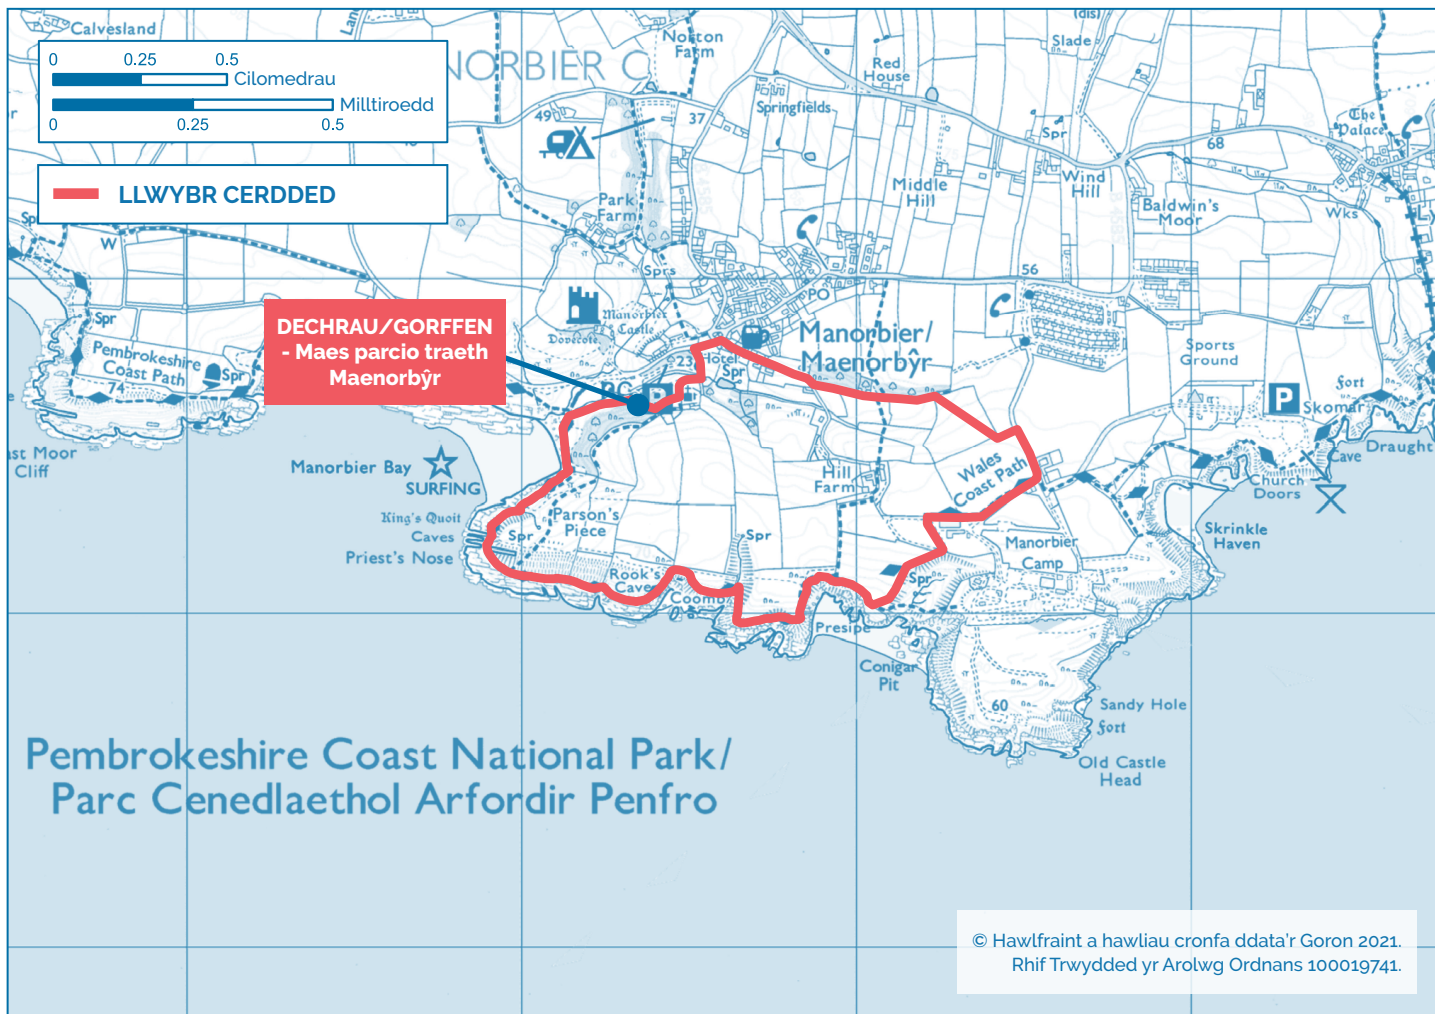 Calvesland
0 0.25 0.5
Cilomedrau
Milltiroedd
0 0.25 0.5
LLWYBR CERDDED
NORBIER C
Norton
Farm
(dis)
Slade
Red
House
Springfields
49
37
The
Palace
Spr
68
Wind
Hill
Middle
Hill
Baldwin's
Moor
Wks
Park
Farm
W
Sprs
56
PO
Manorbier
Castle
Dovecote
DECHRAU/GORFFEN
- Maes parcio traeth
Maenorbŷr
Manorbier/
Maenorbŷr
23
Hotel
Spr
PC
P
Spr
Pembrokeshire
Coast Path
74
Spr
Sports
Ground
Fort
P
Skomar
Draught
Cave
Church
Doors
ast Moor
Cliff
Manorbier Bay
SURFING
Hill
Farm
Wales
Coast Path
King's Quoit
Caves
Priest's Nose
Spr
Parson's
Piece
Spr
Skrinkle
Haven
Manorbier
Camp
Rook's
Cave
Coomb
Spr
Presipe
Conigar
Pit
60
Sandy Hole
Fort
Old Castle
Head
Pembrokeshire Coast National Park/
Parc Cenedlaethol Arfordir Penfro
© Hawlfraint a hawliau cronfa ddata'r Goron 2021.
Rhif Trwydded yr Arolwg Ordnans 100019741.